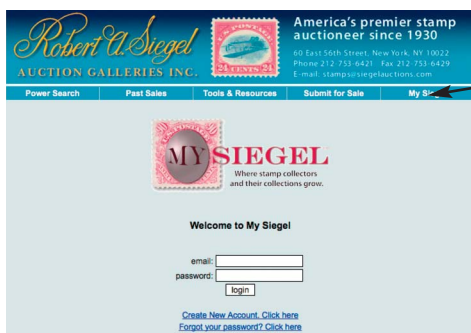 Robert A. Siegel
AUCTION GALLERIES INC.
U.S. POSTAGE
24 CENTS 24
America's premier stamp
auctioneer since 1930
60 East 56th Street, New York, NY 10022
Phone 212-753-6421 Fax 212-753-6429
E-mail: stamps@siegelauctions.com
Power Search Past Sales Tools & Resources Submit for Sale My
MY SIEGEL
Where stamp collectors
and their collections grow.
Welcome to My Siegel
email:
password:
login
Create New Account. Click here
Forgot your password? Click here